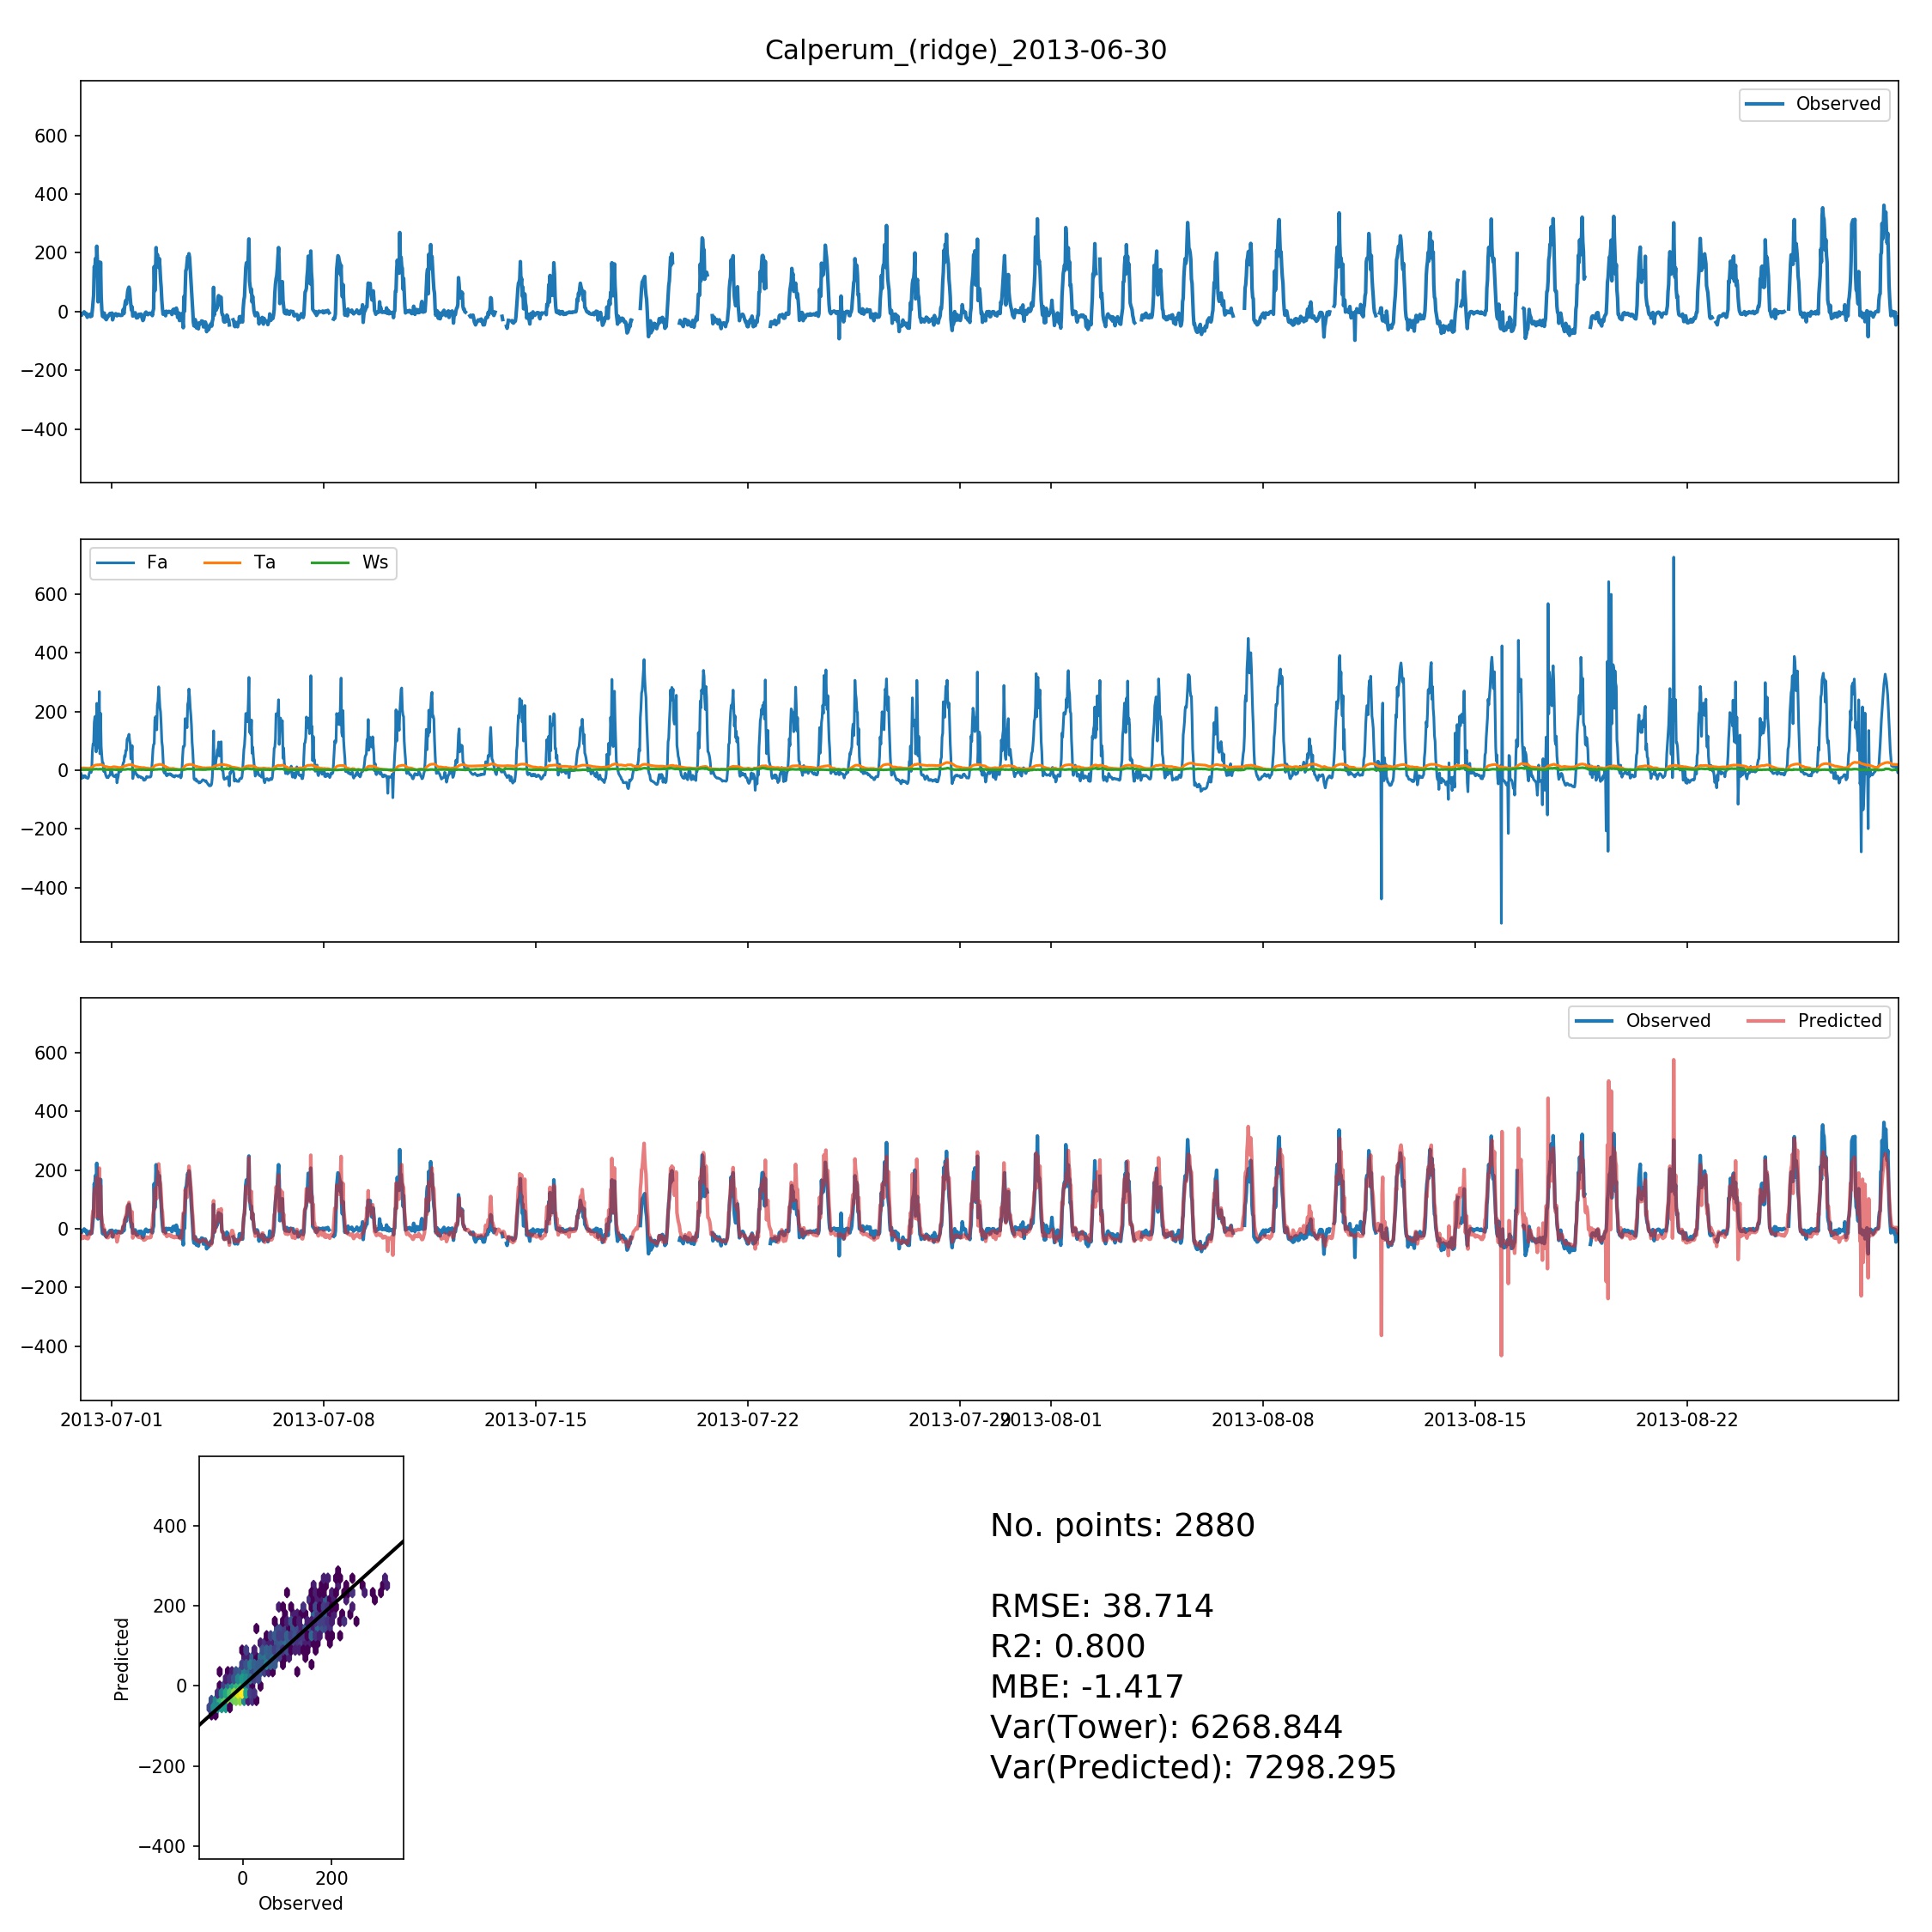 Calperum_(ridge)_2013-06-30
Observed
600
400
200
0
−200
−400
Fa Ta Ws
600
400
200
0
−200
−400
Observed Predicted
600
400
200
0
−200
−400
2013-07-01 2013-07-08 2013-07-15 2013-07-22 2013-07-29 2013-08-01 2013-08-08 2013-08-15 2013-08-22
Predicted
400
200
0
−200
−400
0 200
Observed
No. points: 2880
RMSE: 38.714
R2: 0.800
MBE: -1.417
Var(Tower): 6268.844
Var(Predicted): 7298.295